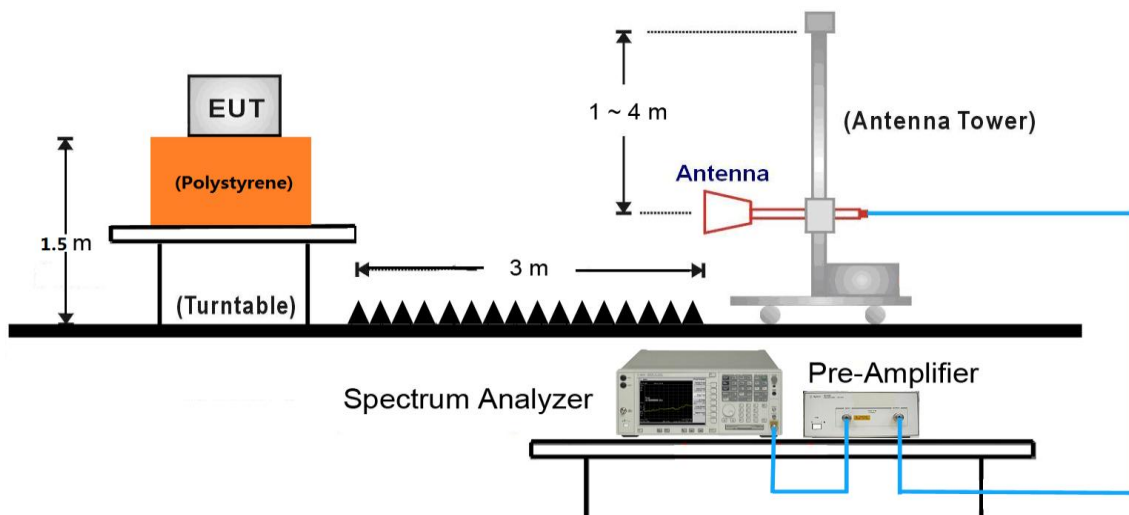 EUT
(Polystyrene)
1.5 m
(Turntable)
3 m
1 ~ 4 m
Antenna
(Antenna Tower)
Spectrum Analyzer
Pre-Amplifier